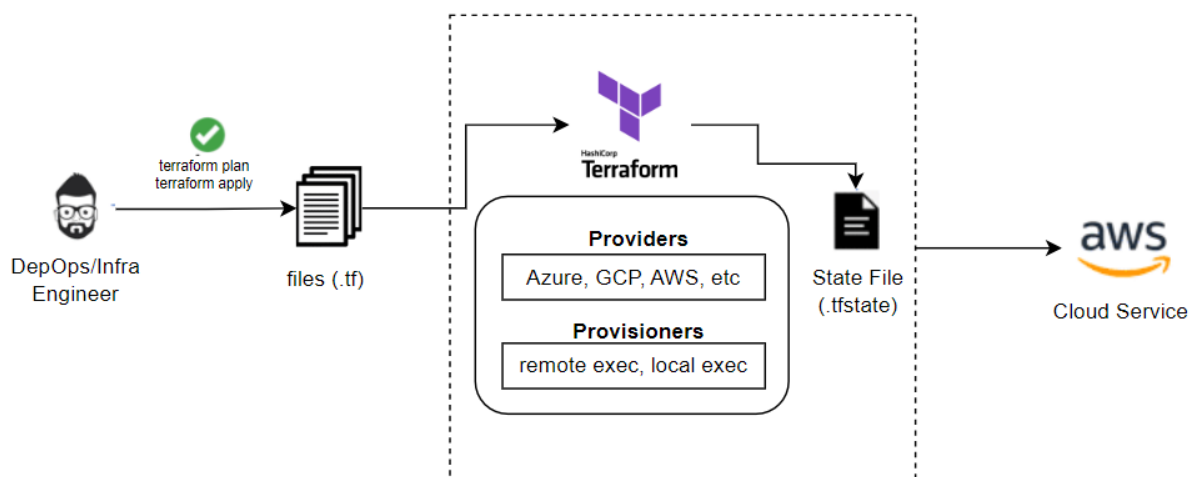 terraform plan
terraform apply
DepOps/Infra
Engineer
files (.tf)
HashiCorp
Terraform
Providers
Azure, GCP, AWS, etc
Provisioners
remote exec, local exec
State File
(.tfstate)
aws
Cloud Service